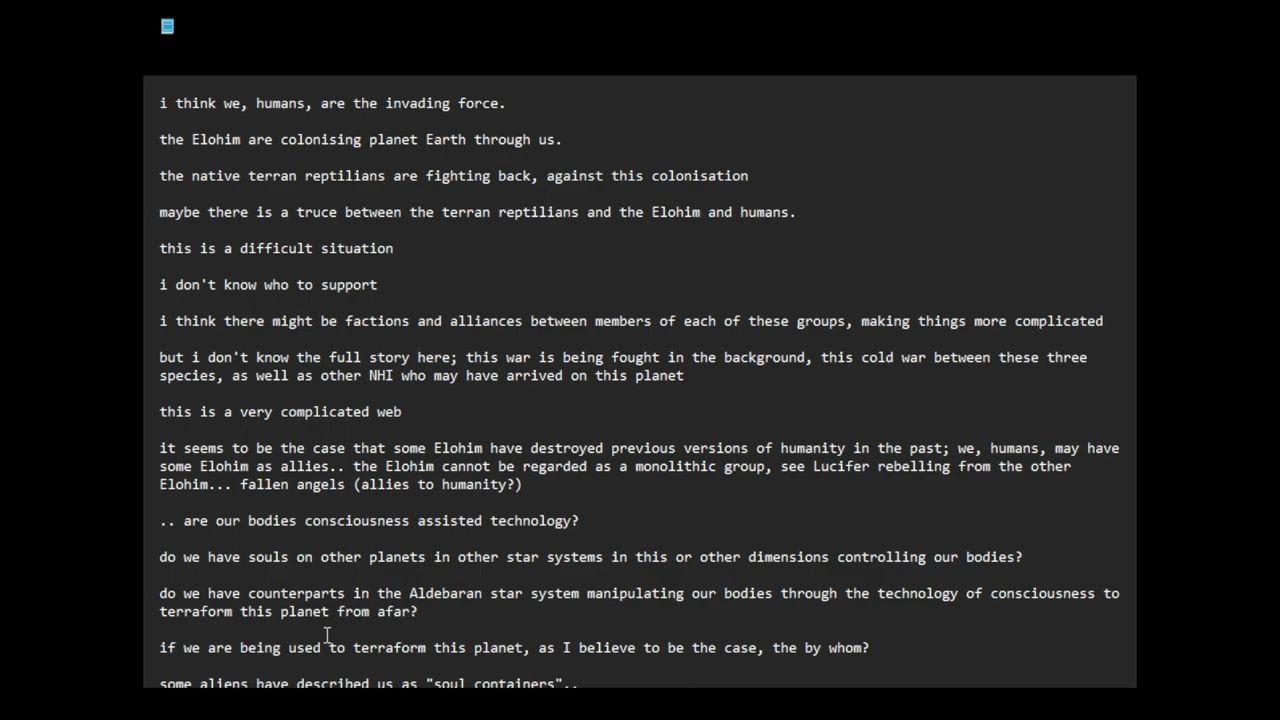 i think we, humans, are the invading force.
the Elohim are colonising planet Earth through us.
the native terran reptilians are fighting back, against this colonisation
maybe there is a truce between the terran reptilians and the Elohim and humans.
this is a difficult situation
i don't know who to support
i think there might be factions and alliances between members of each of these groups, making things more complicated
but i don't know the full story here; this war is being fought in the background, this cold war between these three
species, as well as other NHI who may have arrived on this planet
this is a very complicated web
it seems to be the case that some Elohim have destroyed previous versions of humanity in the past; we, humans, may have
some Elohim as allies.. the Elohim cannot be regarded as a monolithic group, see Lucifer rebelling from the other
Elohim... fallen angels (allies to humanity?)
.. are our bodies consciousness assisted technology?
do we have souls on other planets in other star systems in this or other dimensions controlling our bodies?
do we have counterparts in the Aldebaran star system manipulating our bodies through the technology of consciousness to
terraform this planet from afar?
if we are being used to terraform this planet, as I believe to be the case, the by whom?
some aliens have described us as "soul containers"..